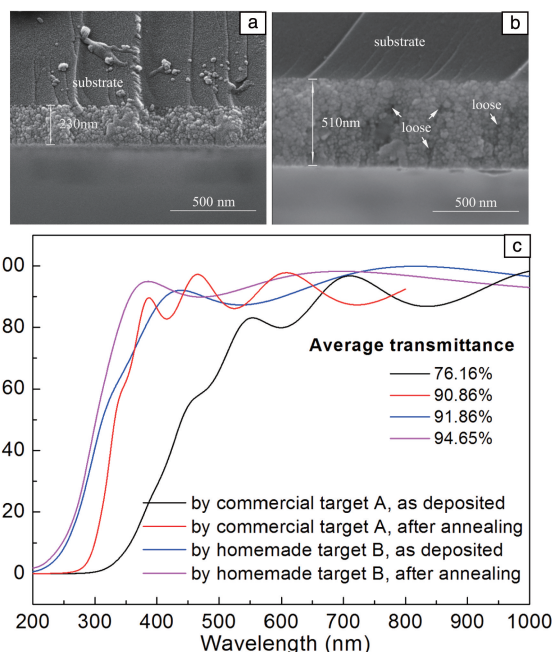 a
substrate
230nm
500 nm
b
substrate
loose
loose
510nm
500 nm
c
00
80
60
40
20
00
Average transmittance
76.16%
90.86%
91.86%
94.65%
by commercial target A, as deposited
by commercial target A, after annealing
by homemade target B, as deposited
by homemade target B, after annealing
200 300 400 500 600 700 800 900 1000
Wavelength (nm)